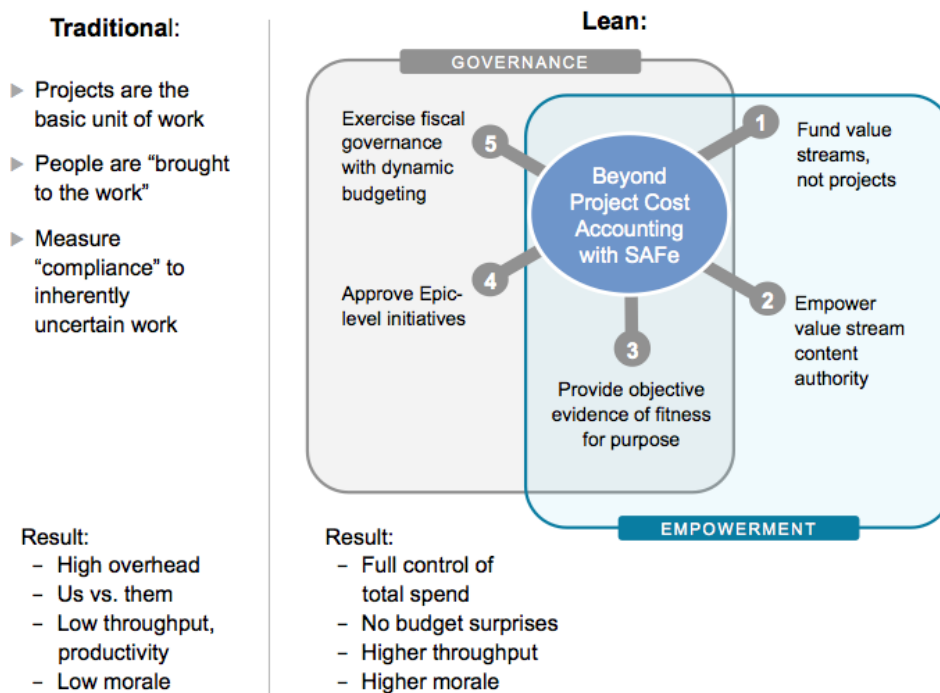 Traditional:
Projects are the
basic unit of work
People are “brought
to the work”
Measure
“compliance” to
inherently
uncertain work
Result:
– High overhead
– Us vs. them
– Low throughput,
productivity
– Low morale
Lean:
GOVERNANCE
Beyond
Project Cost
Accounting
with SAFe
1
Fund value
streams,
not projects
2
Empower
value stream
content
authority
3
Provide objective
evidence of fitness
for purpose
4
Approve Epic-
level initiatives
5
Exercise fiscal
governance
with dynamic
budgeting
EMPOWERMENT
Result:
– Full control of
total spend
– No budget surprises
– Higher throughput
– Higher morale